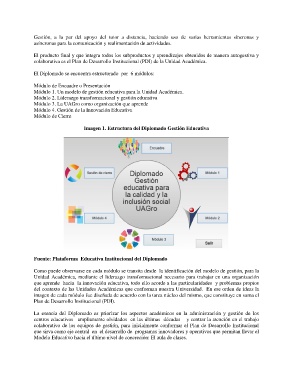 Gestión, a la par del apoyo del tutor a distancia, haciendo uso de varias herramientas síncronas y
asíncronas para la comunicación y realimentación de actividades.
El producto final y que integra todos los subproductos y aprendizajes obtenidos de manera autogestiva y
colaborativa es el Plan de Desarrollo Institucional (PDI) de la Unidad Académica.
El Diplomado se encuentra estructurado por 6 módulos:
Módulo de Encuadre o Presentación
Módulo 1. Un modelo de gestión educativa para la Unidad Académica.
Módulo 2. Liderazgo transformacional y gestión educativa
Módulo 3. La UAGro como organización que aprende
Módulo 4. Gestión de la innovación Educativa
Módulo de Cierre
Imagen 1. Estructura del Diplomado Gestión Educativa
Encuadre
Sesión de cierre
Módulo 1
Diplomado
Gestión
educativa para
la calidad y la
inclusión social
UAGro
Módulo 4
Módulo 2
Módulo 3
Salir
Fuente: Plataforma Educativa Institucional del Diplomado
Como puede observarse en cada módulo se transita desde la identificación del modelo de gestión, para la
Unidad Académica, mediante el liderazgo transformacional necesario para trabajar en una organización
que aprende hacia la innovación educativa, todo ello acorde a las particularidades y problemas propios
del contexto de las Unidades Académicas que conforman nuestra Universidad. En ese orden de ideas la
imagen de cada módulo fue diseñada de acuerdo con la tarea núcleo del mismo, que constituye en suma el
Plan de Desarrollo Institucional (PDI).
La esencia del Diplomado es priorizar los aspectos académicos en la administración y gestión de los
centros educativos ampliamente olvidados en las últimas décadas y centrar la atención en el trabajo
colaborativo de los equipos de gestión, para inicialmente conformar el Plan de Desarrollo Institucional
que sirva como eje central en el desarrollo de programas innovadores y operativos que permitan llevar el
Modelo Educativo hacia el último nivel de concreción: El aula de clases.